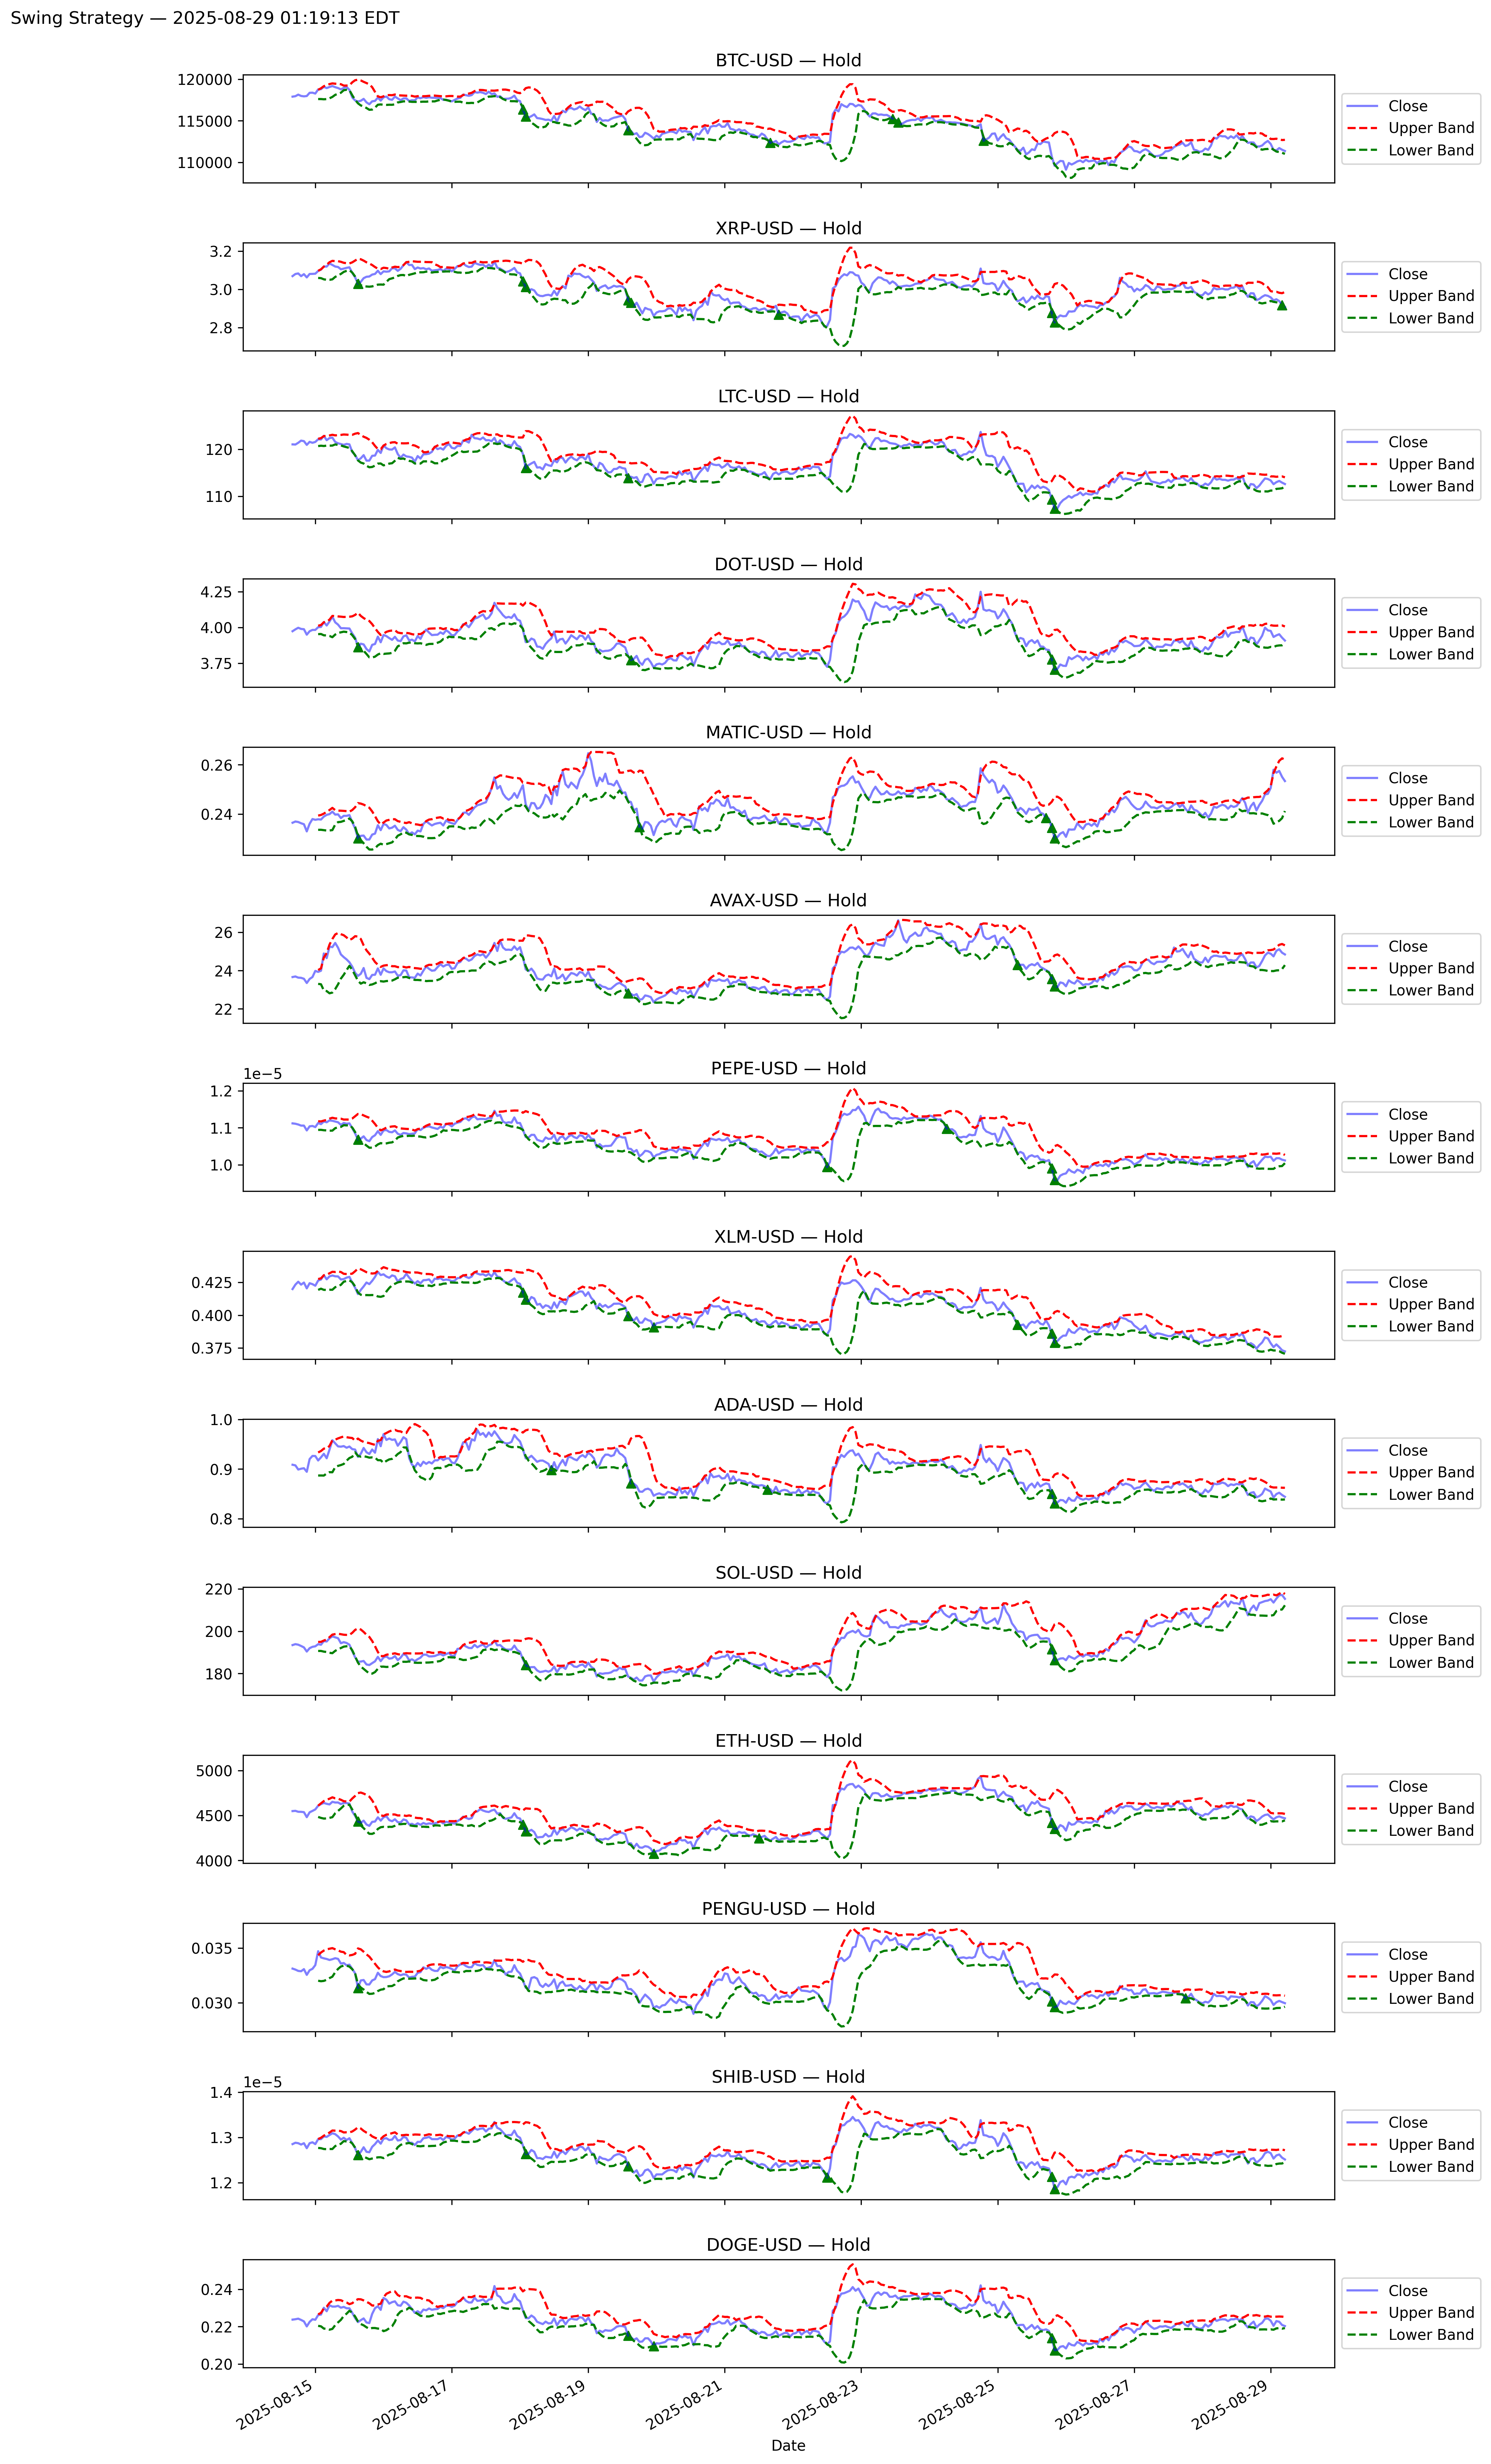 Swing Strategy — 2025-08-29 01:19:13 EDT
BTC-USD — Hold
120000
115000
110000
Close
Upper Band
Lower Band
XRP-USD — Hold
3.2
3.0
2.8
Close
Upper Band
Lower Band
LTC-USD — Hold
120
110
Close
Upper Band
Lower Band
DOT-USD — Hold
4.25
4.00
3.75
Close
Upper Band
Lower Band
MATIC-USD — Hold
0.26
0.24
Close
Upper Band
Lower Band
AVAX-USD — Hold
26
24
22
Close
Upper Band
Lower Band
PEPE-USD — Hold
1e−5
1.2
1.1
1.0
Close
Upper Band
Lower Band
XLM-USD — Hold
0.425
0.400
0.375
Close
Upper Band
Lower Band
ADA-USD — Hold
1.0
0.9
0.8
Close
Upper Band
Lower Band
SOL-USD — Hold
220
200
180
Close
Upper Band
Lower Band
ETH-USD — Hold
5000
4500
4000
Close
Upper Band
Lower Band
PENGU-USD — Hold
0.035
0.030
Close
Upper Band
Lower Band
SHIB-USD — Hold
1e−5
1.4
1.3
1.2
Close
Upper Band
Lower Band
DOGE-USD — Hold
0.24
0.22
0.20
Close
Upper Band
Lower Band
2025-08-15
2025-08-17
2025-08-19
2025-08-21
2025-08-23
2025-08-25
2025-08-27
2025-08-29
Date